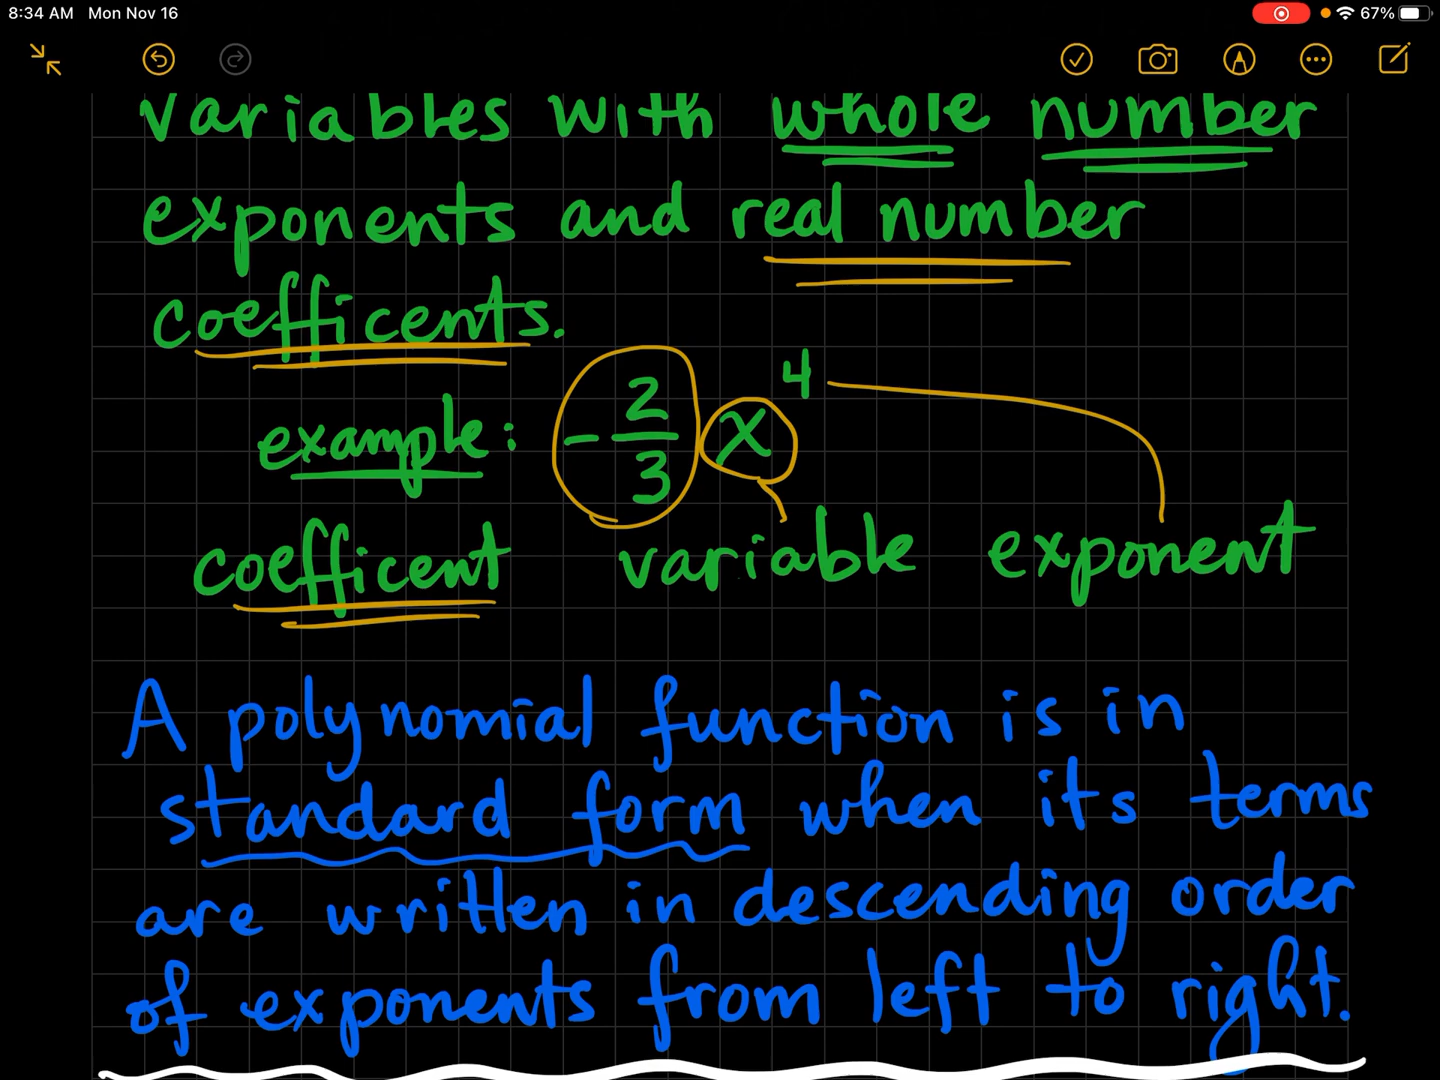 8:34 AM Mon Nov 16 67%
variables with whole number
exponents and real number
coefficents.
example: -2/3 x^4
coefficent variable exponent
A polynomial function is in
standard form when its terms
are written in descending order
of exponents from left to right.